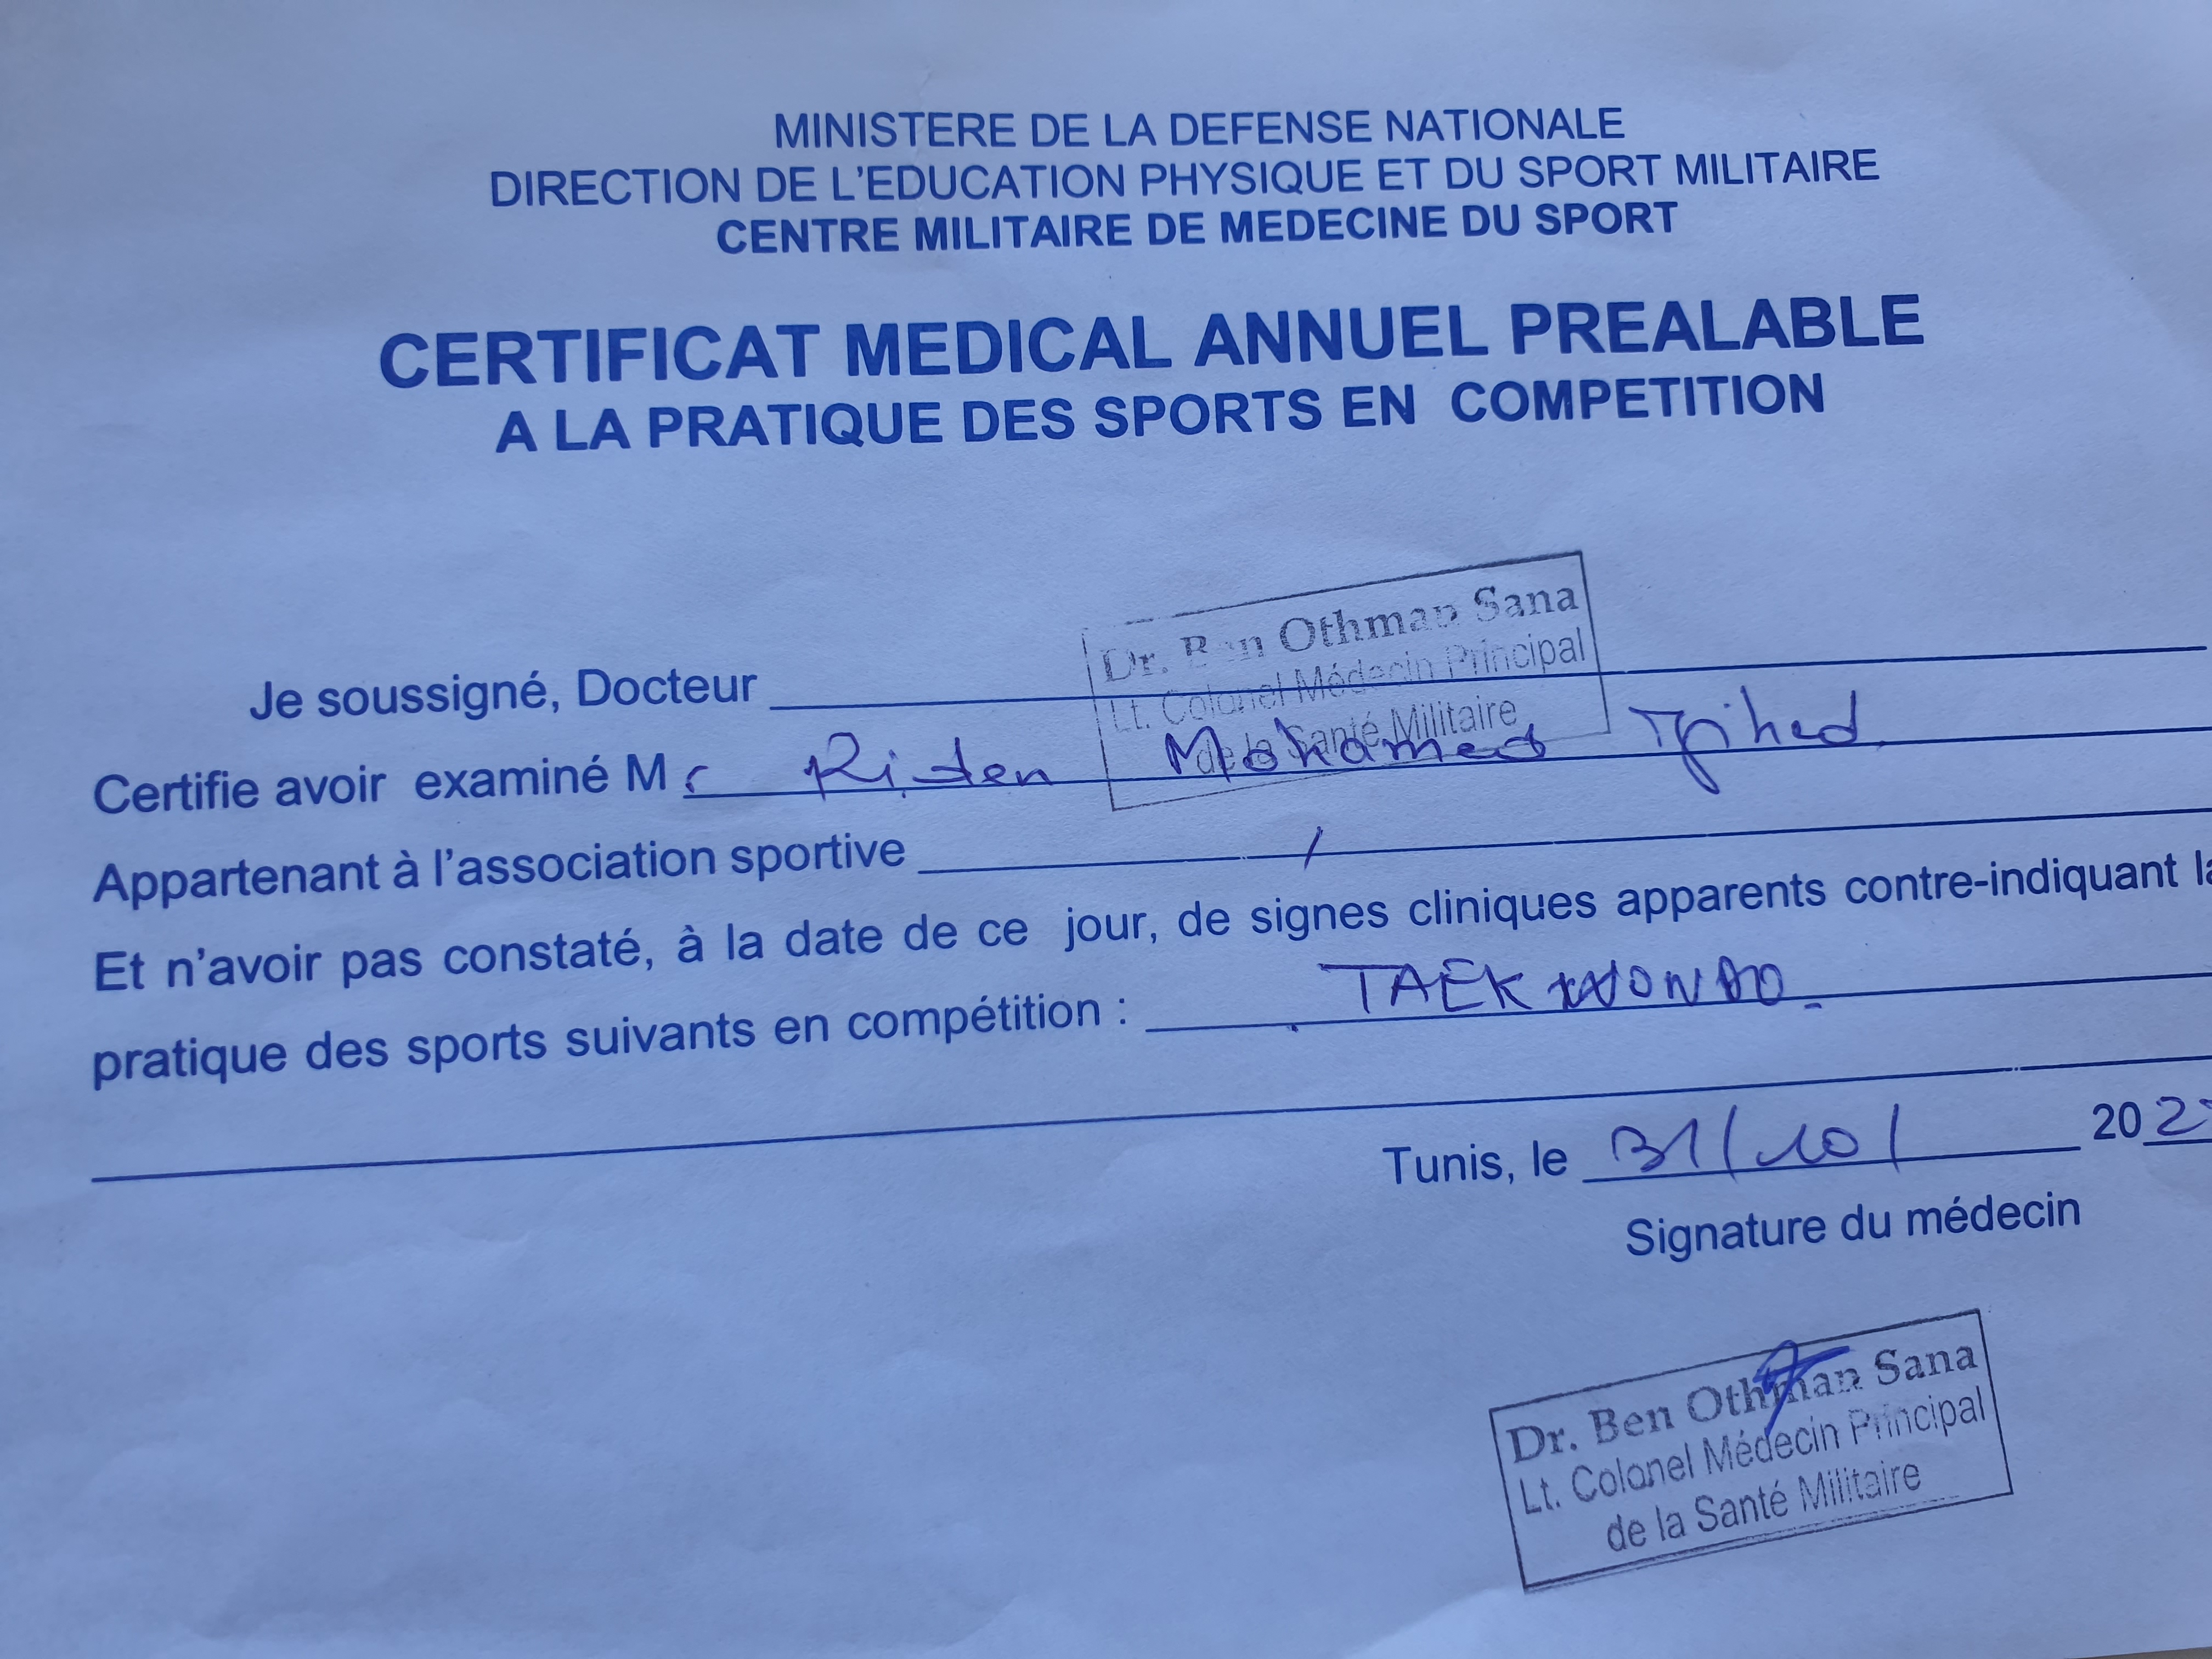 MINISTERE DE LA DEFENSE NATIONALE
DIRECTION DE L'EDUCATION PHYSIQUE ET DU SPORT MILITAIRE
CENTRE MILITAIRE DE MEDECINE DU SPORT
CERTIFICAT MEDICAL ANNUEL PREALABLE
A LA PRATIQUE DES SPORTS EN COMPETITION
Dr. Ben Othman Sana
Lt. Colonel Médecin Principal
de la Santé Militaire
Je soussigné, Docteur
Certifie avoir examiné Mr Mohamed
Appartenant à l'association sportive /
Et n'avoir pas constaté, à la date de ce jour, de signes cliniques apparents contre-indiquant la
pratique des sports suivants en compétition : TAEKWONDO
Tunis, le 31/10/ 202
Signature du médecin
Dr. Ben Othman Sana
Lt. Colonel Médecin Principal
de la Santé Militaire